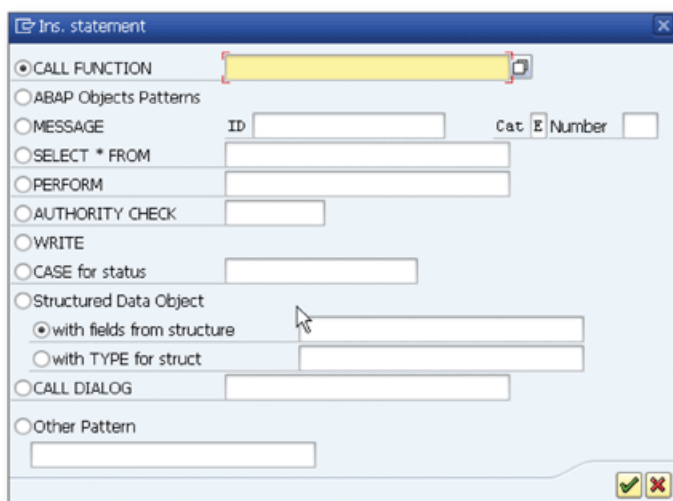 Ins. statement
CALL FUNCTION
ABAP Objects Patterns
MESSAGE ID Cat E Number
SELECT * FROM
PERFORM
AUTHORITY CHECK
WRITE
CASE for status
Structured Data Object
with fields from structure
with TYPE for struct
CALL DIALOG
Other Pattern